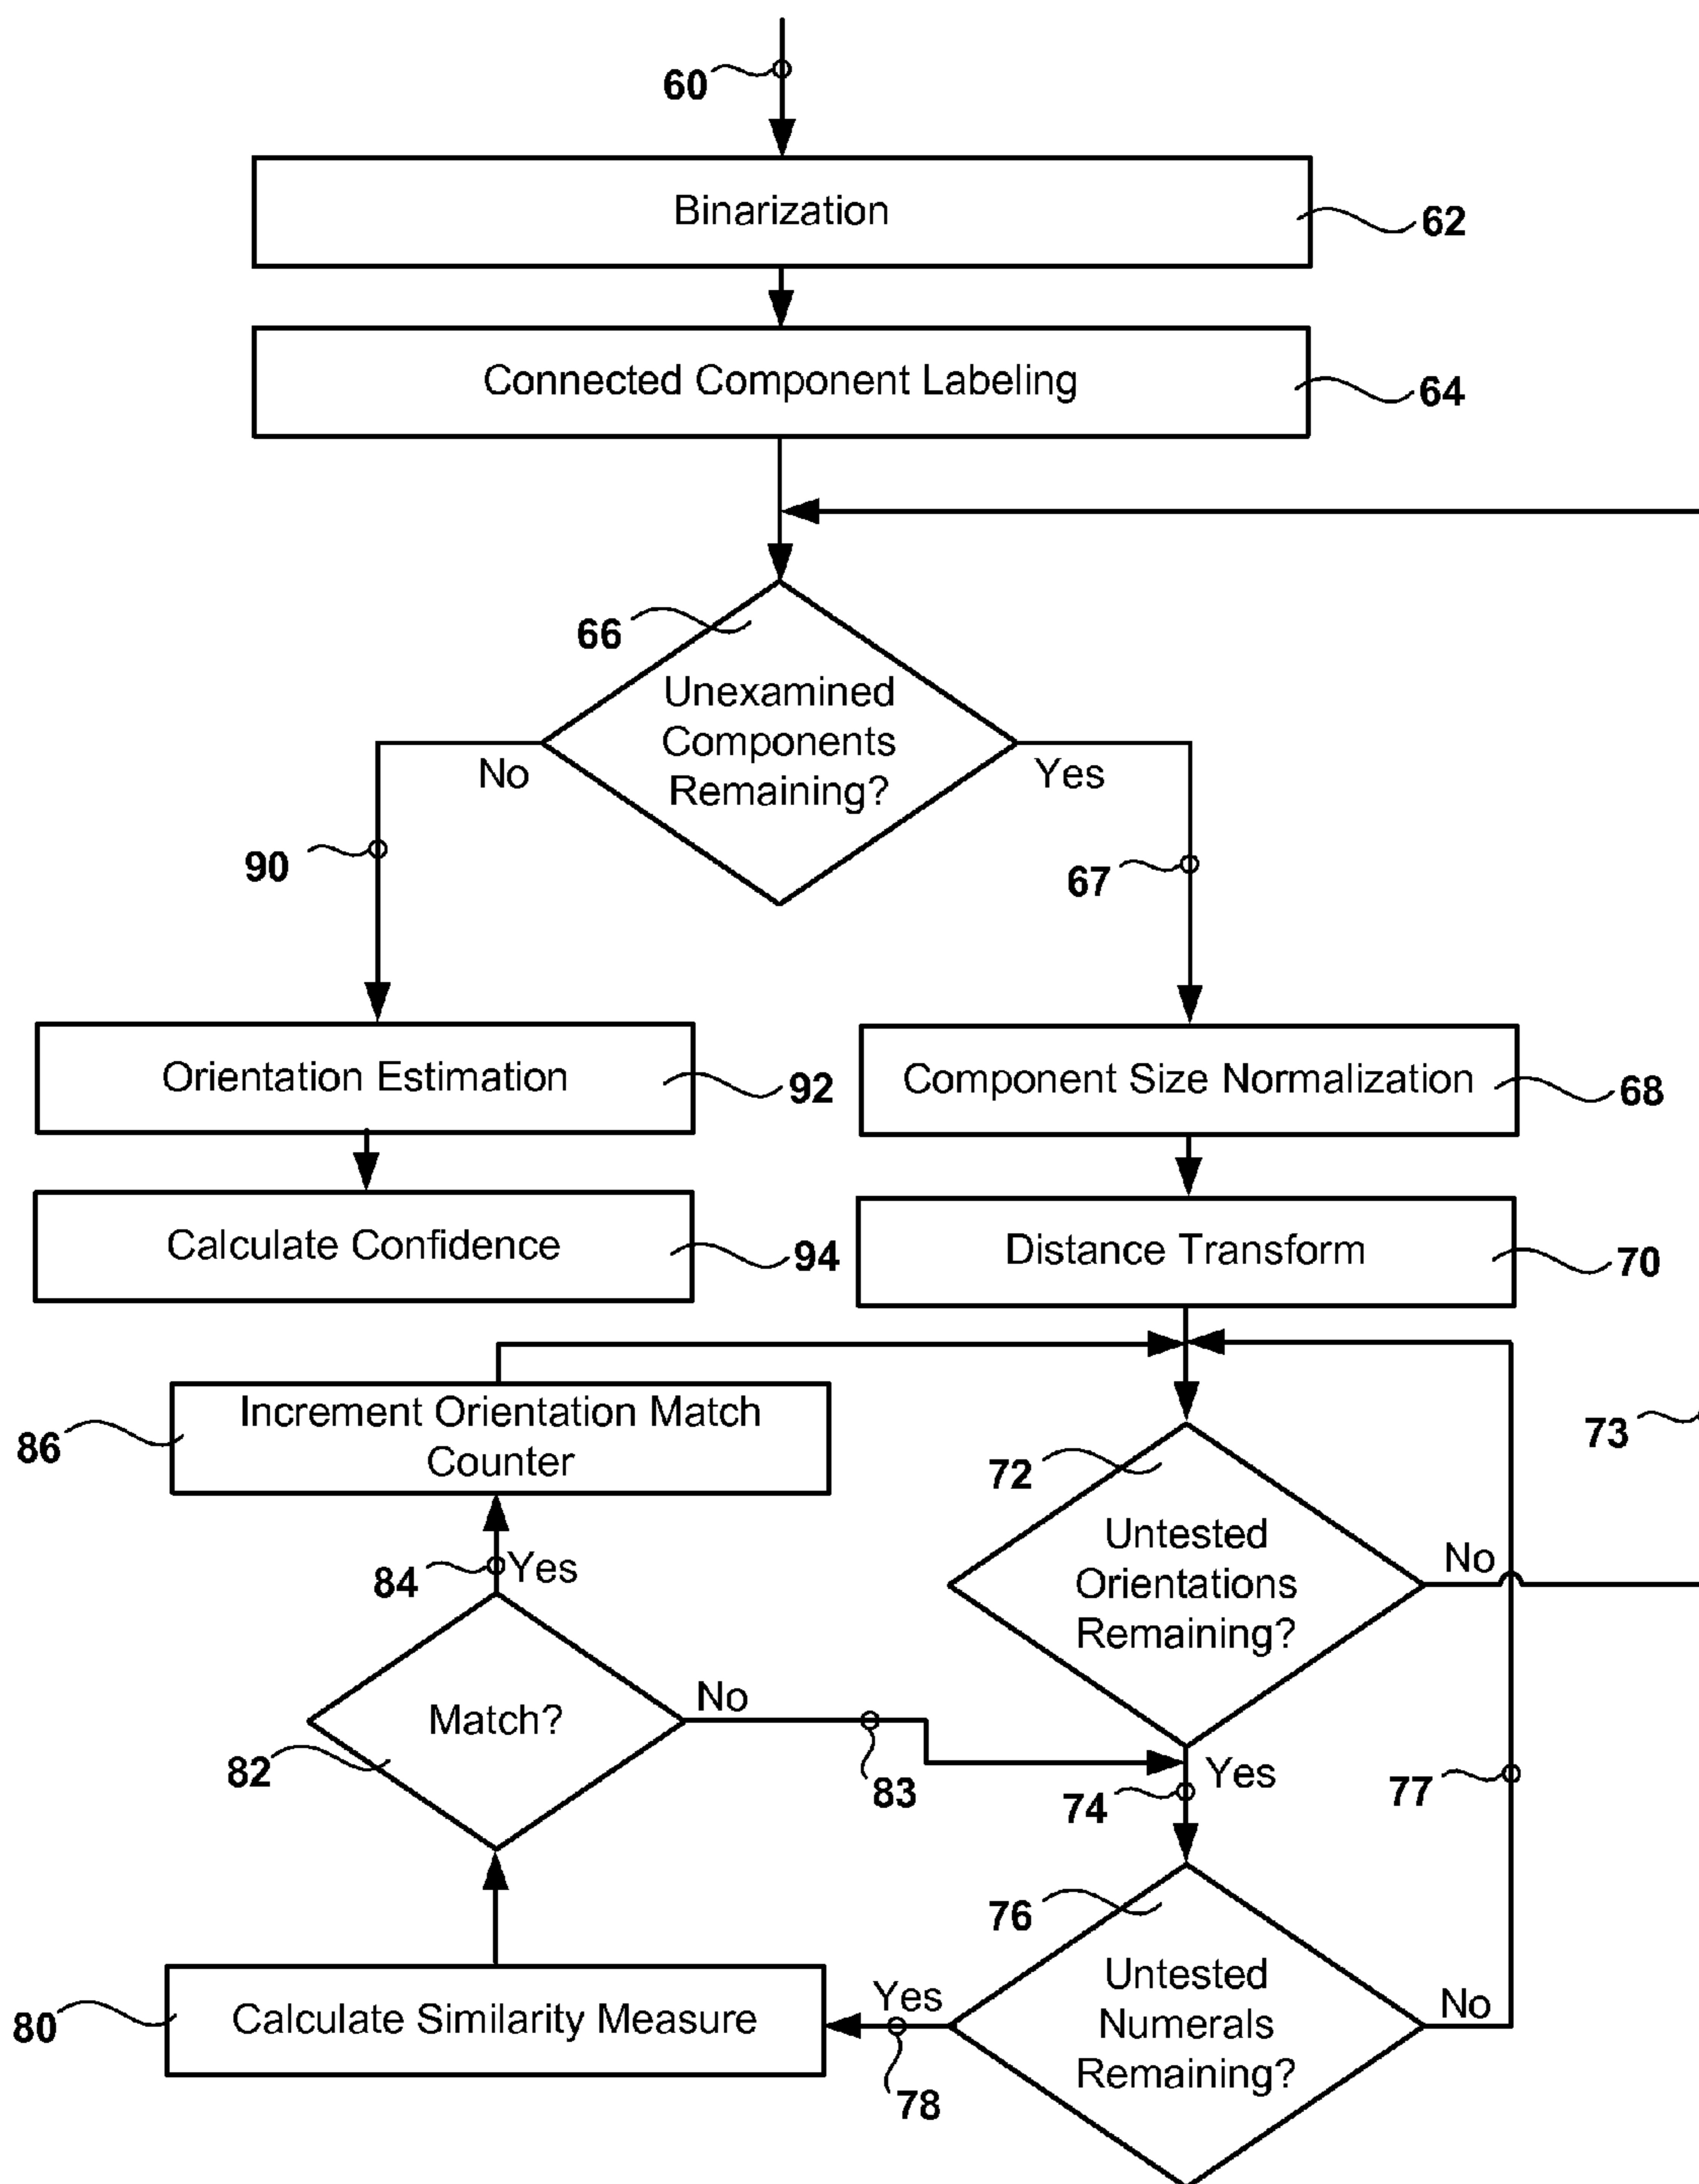 60
Binarization
62
Connected Component Labeling
64
66
Unexamined
Components
Remaining?
No
Yes
90
67
Orientation Estimation
92
Component Size Normalization
68
Calculate Confidence
94
Distance Transform
70
Increment Orientation Match
Counter
86
73
72
Untested
Orientations
Remaining?
No
84
Yes
Match?
No
82
83
Yes
74
77
76
Untested
Numerals
Remaining?
No
Yes
78
Calculate Similarity Measure
80